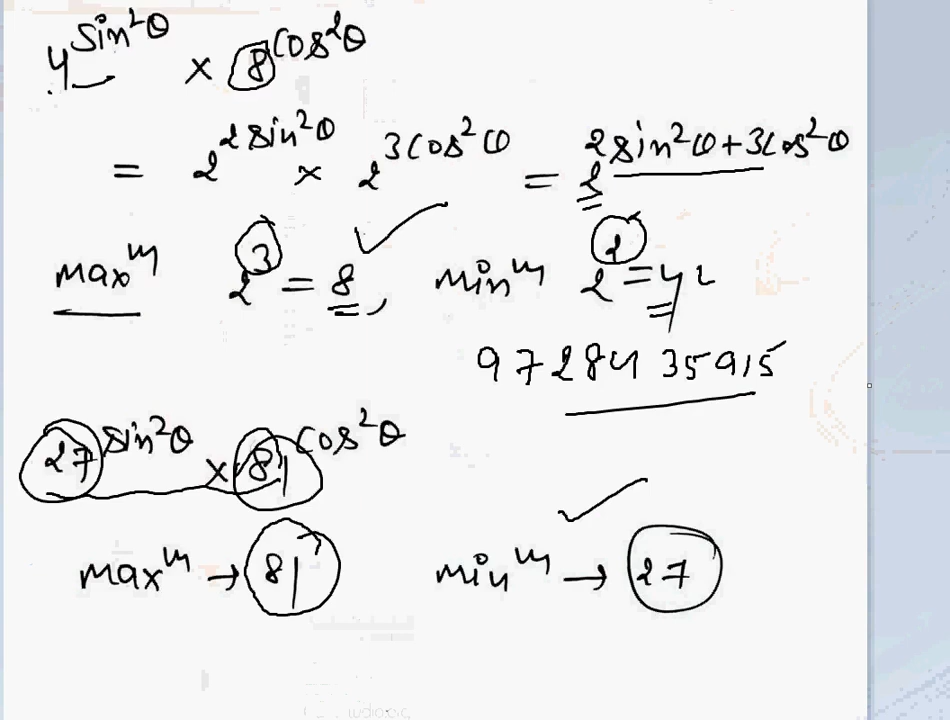 4^sin²θ × 8^cos²θ
= 2^2sin²θ × 2^3cos²θ = 2^2sin²θ+3cos²θ
max^m 2^3 = 8, min^m 2^2 = 4
9728435915
27^sin²θ × 81^cos²θ
max^m → 81 min^m → 27